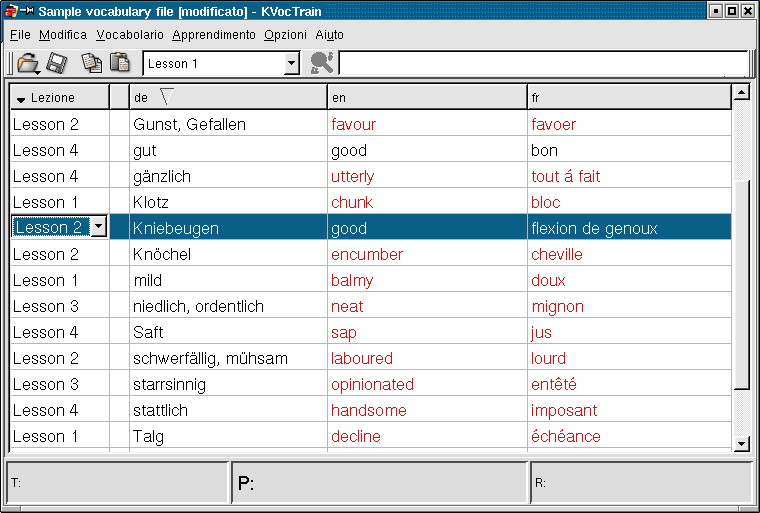 Sample vocabulary file [modificato] - KVocTrain
File Modifica Vocabolario Apprendimento Opzioni Aiuto
Lesson 1
Lezione de en fr
Lesson 2 Gunst, Gefallen favour favoer
Lesson 4 gut good bon
Lesson 4 gänzlich utterly tout á fait
Lesson 1 Klotz chunk bloc
Lesson 2 Kniebeugen good flexion de genoux
Lesson 2 Knöchel encumber cheville
Lesson 1 mild balmy doux
Lesson 3 niedlich, ordentlich neat mignon
Lesson 4 Saft sap jus
Lesson 2 schwerfällig, mühsam laboured lourd
Lesson 3 starrsinnig opinionated entêté
Lesson 4 stattlich handsome imposant
Lesson 1 Talg decline échéance
T: P: R: